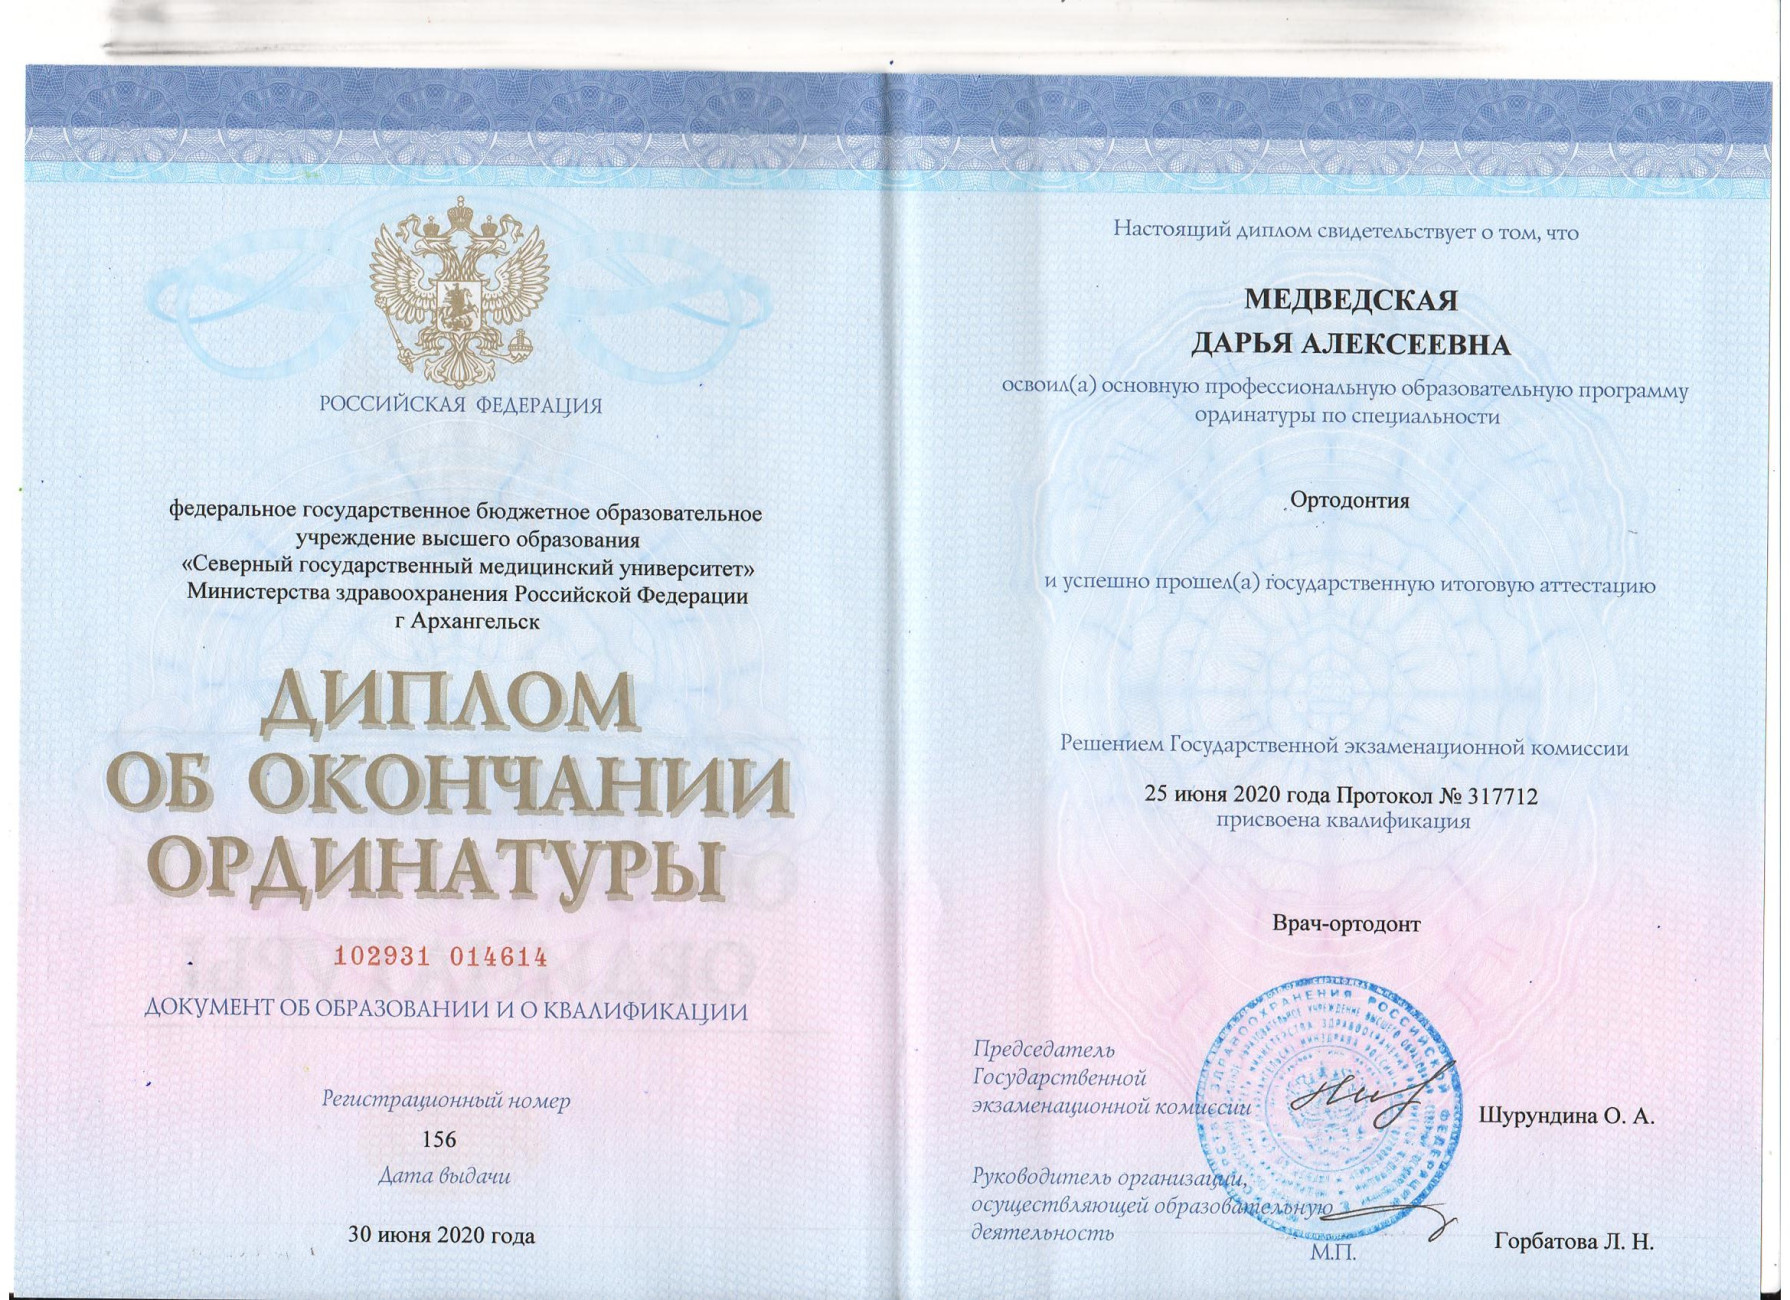 РОССИЙСКАЯ ФЕДЕРАЦИЯ
федеральное государственное бюджетное образовательное
учреждение высшего образования
«Северный государственный медицинский университет»
Министерства здравоохранения Российской Федерации
г Архангельск
ДИПЛОМ
ОБ ОКОНЧАНИИ
ОРДИНАТУРЫ
102931 014614
ДОКУМЕНТ ОБ ОБРАЗОВАНИИ И О КВАЛИФИКАЦИИ
Регистрационный номер
156
Дата выдачи
30 июня 2020 года
Настоящий диплом свидетельствует о том, что
МЕДВЕДСКАЯ
ДАРЬЯ АЛЕКСЕЕВНА
освоил(а) основную профессиональную образовательную программу
ординатуры по специальности
Ортодонтия
и успешно прошел(а) государственную итоговую аттестацию
Решением Государственной экзаменационной комиссии
25 июня 2020 года Протокол № 317712
присвоена квалификация
Врач-ортодонт
Председатель
Государственной
экзаменационной комиссии
Шурундина О. А.
Руководитель организации,
осуществляющей образовательную
деятельность
М.П.
Горбатова Л. Н.